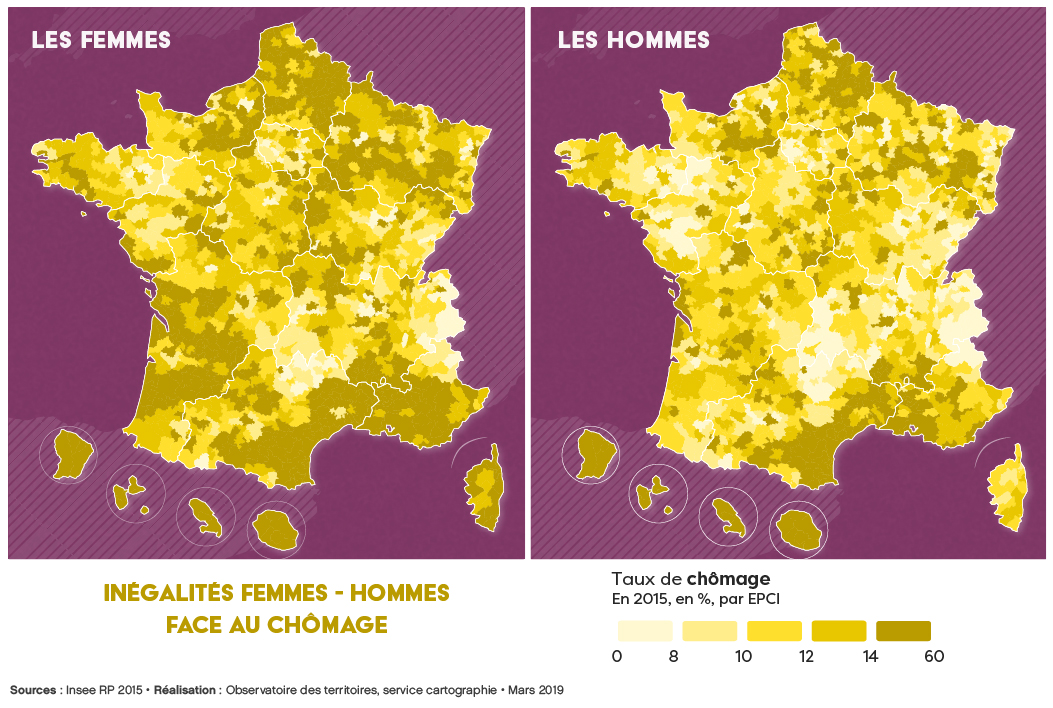 LES FEMMES
LES HOMMES
INÉGALITÉS FEMMES - HOMMES
FACE AU CHÔMAGE
Taux de chômage
En 2015, en %, par EPCI
0 8 10 12 14 60
Sources : Insee RP 2015 • Réalisation : Observatoire des territoires, service cartographie • Mars 2019